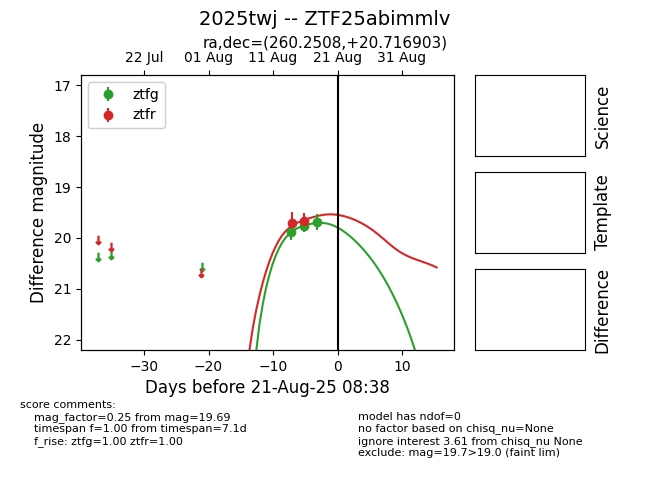 2025twj -- ZTF25abimmlv
ra,dec=(260.2508,+20.716903)
22 Jul 01 Aug 11 Aug 21 Aug 31 Aug
ztfg
ztfr
17
18
19
20
21
22
Difference magnitude
−30 −20 −10 0 10
Days before 21-Aug-25 08:38
Science
Template
Difference
score comments:
mag_factor=0.25 from mag=19.69
timespan f=1.00 from timespan=7.1d
f_rise: ztfg=1.00 ztfr=1.00
model has ndof=0
no factor based on chisq_nu=None
ignore interest 3.61 from chisq_nu None
exclude: mag=19.7>19.0 (faint lim)